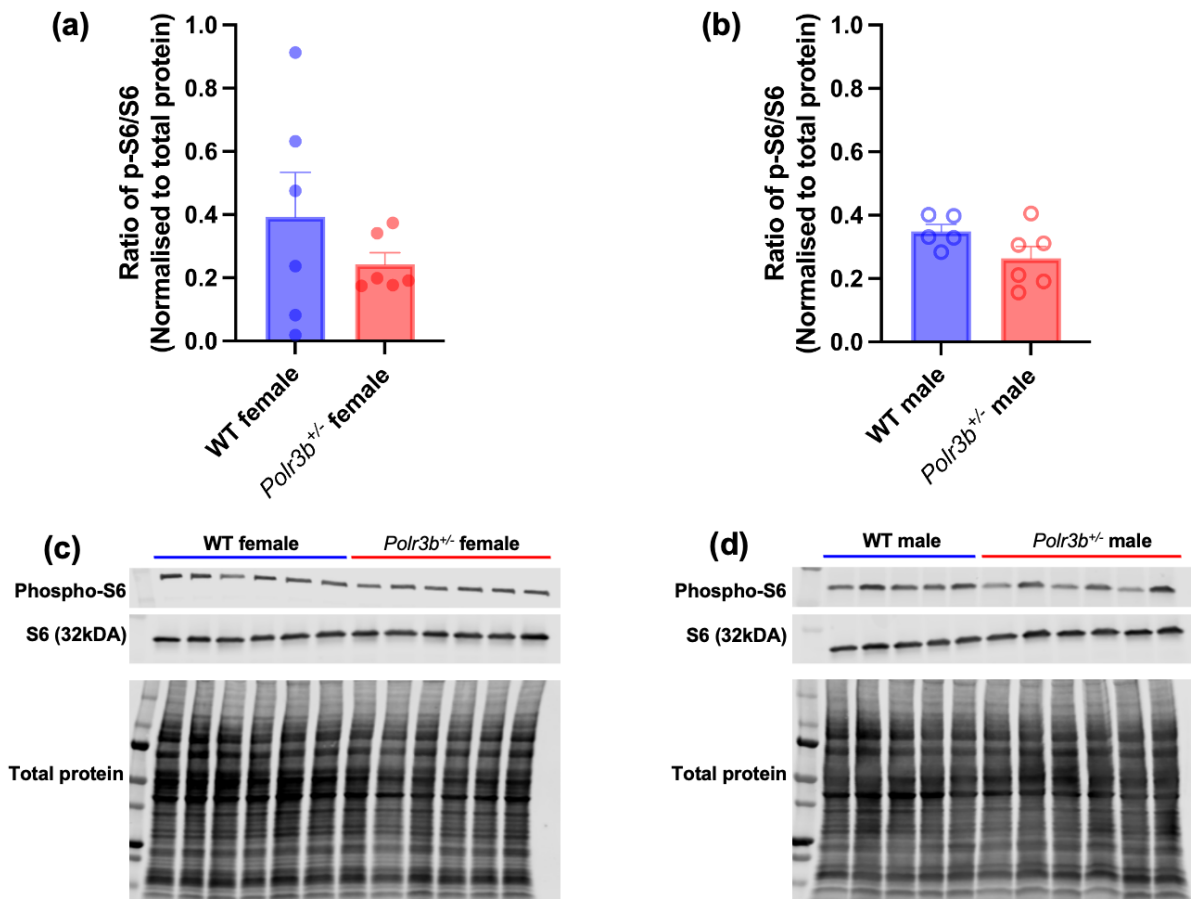 (a)
Ratio of p-S6/S6
(Normalised to total protein)
1.0
0.8
0.6
0.4
0.2
0.0
WT female
Polr3b+/- female
(b)
Ratio of p-S6/S6
(Normalised to total protein)
1.0
0.8
0.6
0.4
0.2
0.0
WT male
Polr3b+/- male
(c)
WT female
Polr3b+/- female
Phospho-S6
S6 (32kDA)
Total protein
(d)
WT male
Polr3b+/- male
Phospho-S6
S6 (32kDA)
Total protein